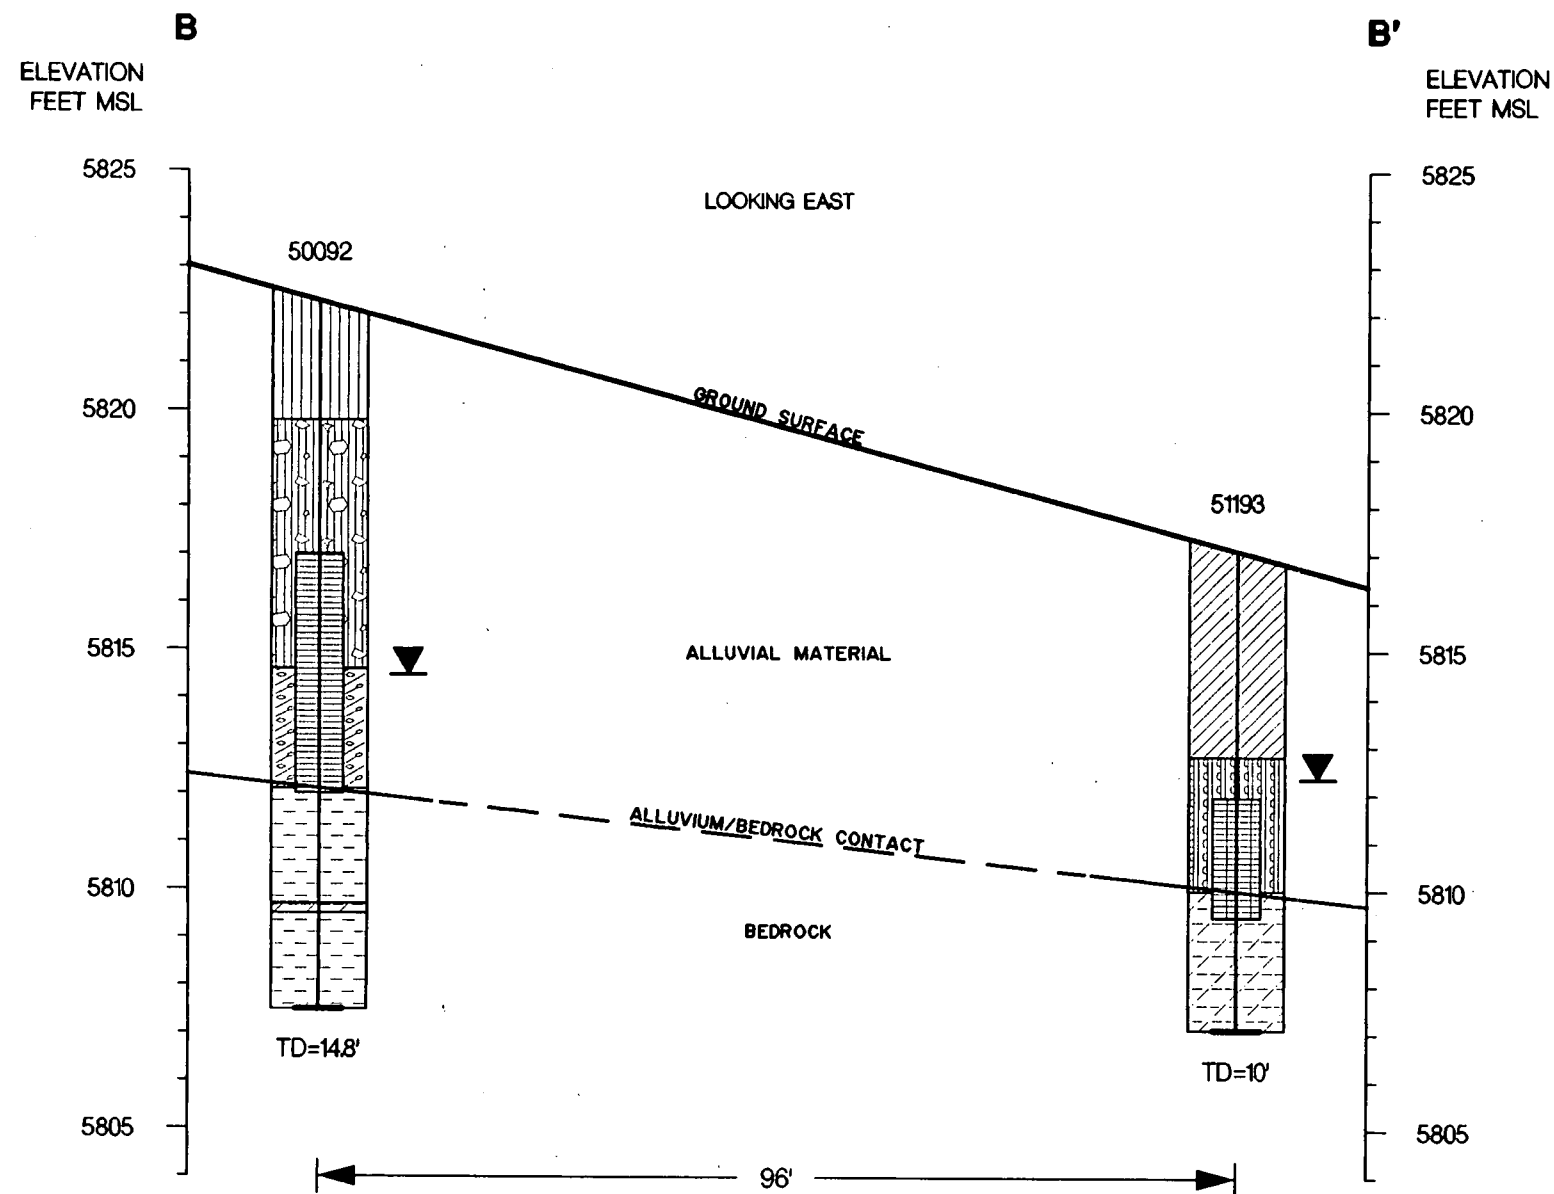 B
B'
ELEVATION
FEET MSL
ELEVATION
FEET MSL
5825
5825
LOOKING EAST
50092
5820
5820
GROUND SURFACE
51193
5815
5815
ALLUVIAL MATERIAL
ALLUVIUM/BEDROCK CONTACT
5810
5810
BEDROCK
TD=14.8'
TD=10'
5805
5805
96'